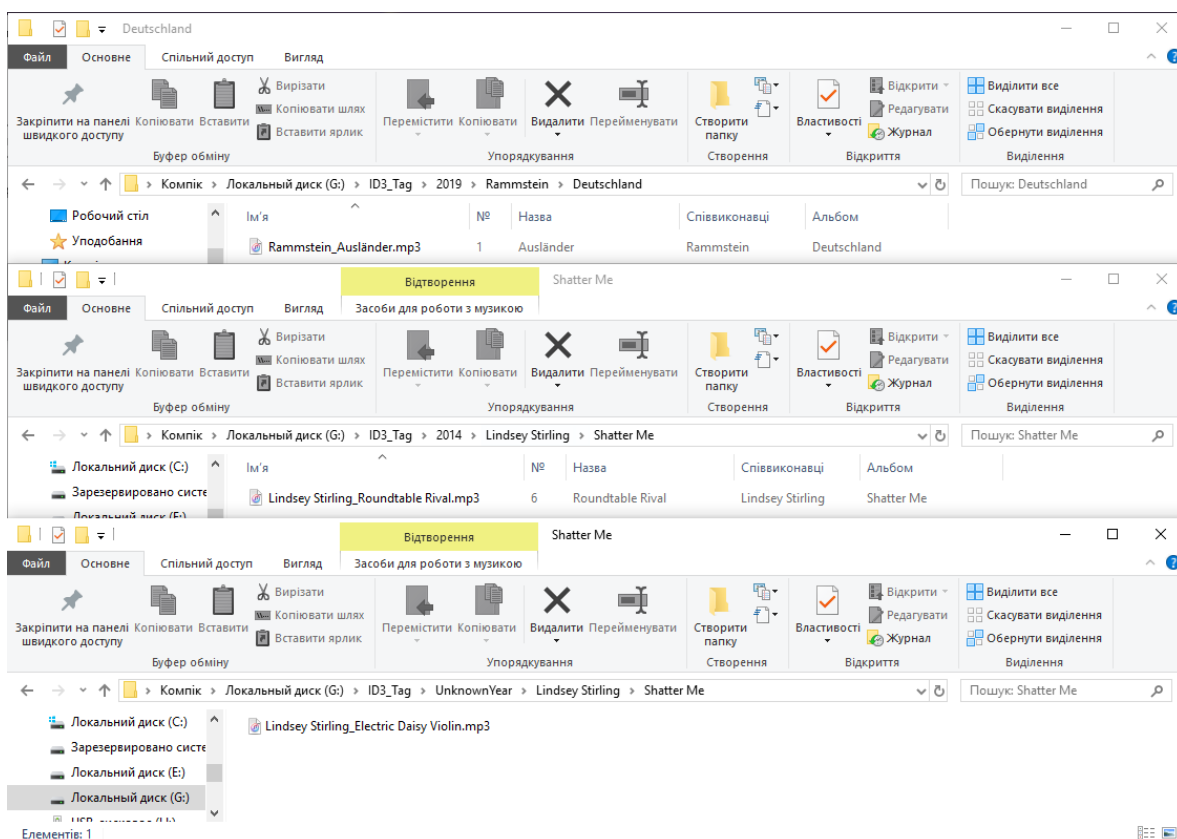 Deutschland
Файл Основне Спільний доступ Вигляд
Закріпити на панелі швидкого доступу
Копіювати
Вставити
Вирізати
Копіювати шлях
Вставити ярлик
Перемістити
Копіювати
Видалити
Перейменувати
Створити папку
Властивості
Відкрити
Редагувати
Журнал
Виділити все
Скасувати виділення
Обернути виділення
Буфер обміну Упорядкування Створення Відкриття Виділення
Компік > Локальный диск (G:) > ID3_Tag > 2019 > Rammstein > Deutschland
Пошук: Deutschland
Робочий стіл
Уподобання
Ім'я № Назва Співвиконавці Альбом
Rammstein_Ausländer.mp3 1 Ausländer Rammstein Deutschland
Відтворення Shatter Me
Файл Основне Спільний доступ Вигляд Засоби для роботи з музикою
Закріпити на панелі швидкого доступу
Копіювати
Вставити
Вирізати
Копіювати шлях
Вставити ярлик
Перемістити
Копіювати
Видалити
Перейменувати
Створити папку
Властивості
Відкрити
Редагувати
Журнал
Виділити все
Скасувати виділення
Обернути виділення
Буфер обміну Упорядкування Створення Відкриття Виділення
Компік > Локальный диск (G:) > ID3_Tag > 2014 > Lindsey Stirling > Shatter Me
Пошук: Shatter Me
Локальний диск (C:)
Зарезервировано систе
Локальний диск (E:)
Ім'я № Назва Співвиконавці Альбом
Lindsey Stirling_Roundtable Rival.mp3 6 Roundtable Rival Lindsey Stirling Shatter Me
Відтворення Shatter Me
Файл Основне Спільний доступ Вигляд Засоби для роботи з музикою
Закріпити на панелі швидкого доступу
Копіювати
Вставити
Вирізати
Копіювати шлях
Вставити ярлик
Перемістити
Копіювати
Видалити
Перейменувати
Створити папку
Властивості
Відкрити
Редагувати
Журнал
Виділити все
Скасувати виділення
Обернути виділення
Буфер обміну Упорядкування Створення Відкриття Виділення
Компік > Локальный диск (G:) > ID3_Tag > UnknownYear > Lindsey Stirling > Shatter Me
Пошук: Shatter Me
Локальний диск (C:)
Зарезервировано систе
Локальний диск (E:)
Локальный диск (G:)
Lindsey Stirling_Electric Daisy Violin.mp3
Елементів: 1